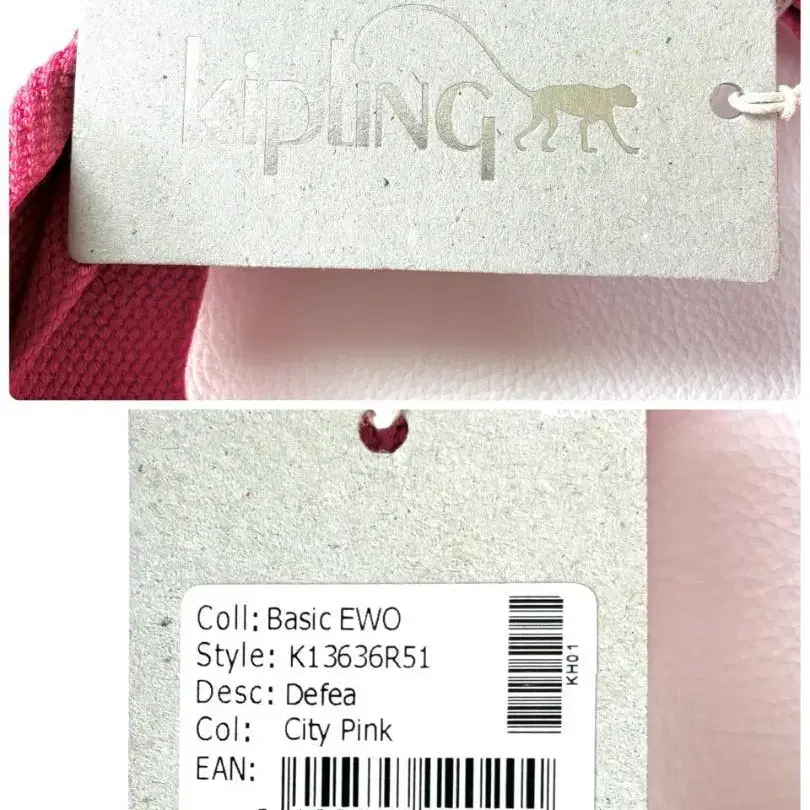 kipling
Coll: Basic EWO
Style: K13636R51
Desc: Defea
Col: City Pink
EAN:
KH01